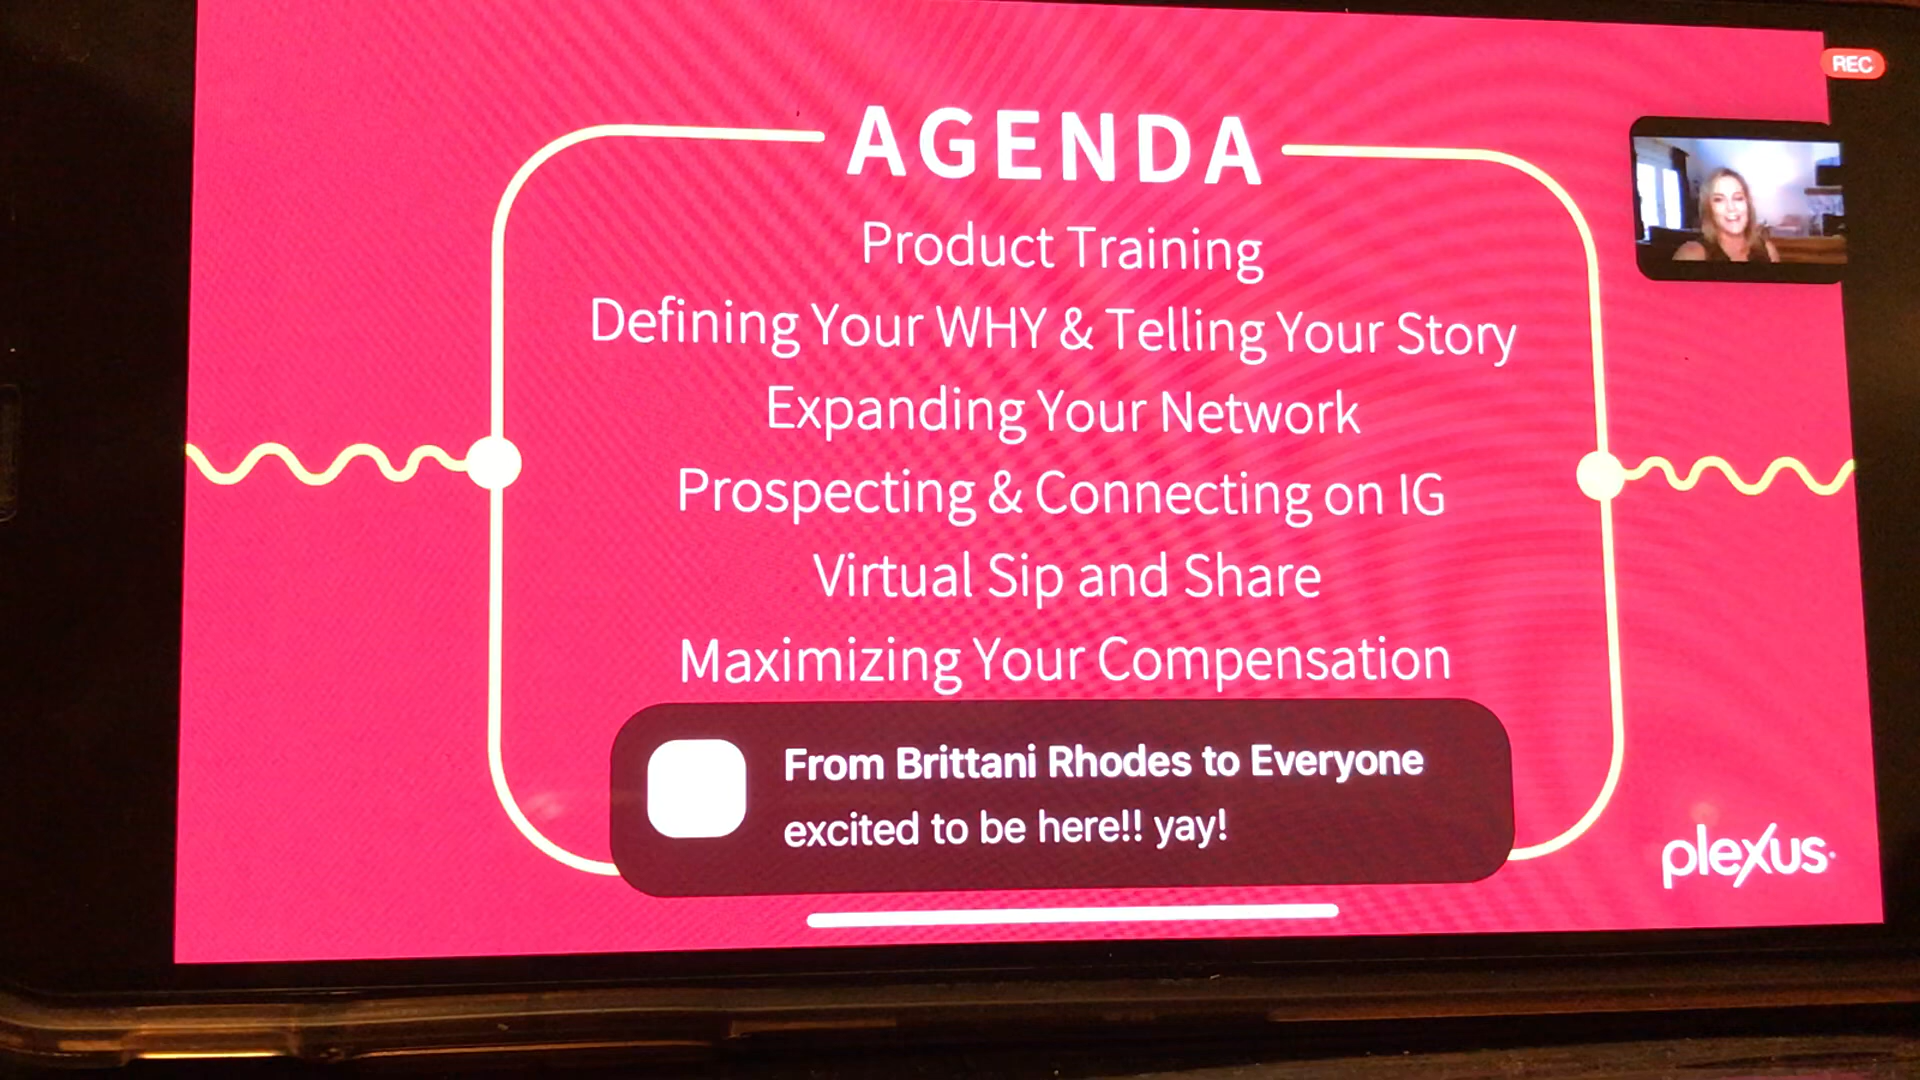 REC
AGENDA
Product Training
Defining Your WHY & Telling Your Story
Expanding Your Network
Prospecting & Connecting on IG
Virtual Sip and Share
Maximizing Your Compensation
From Brittani Rhodes to Everyone
excited to be here!! yay!
plexus